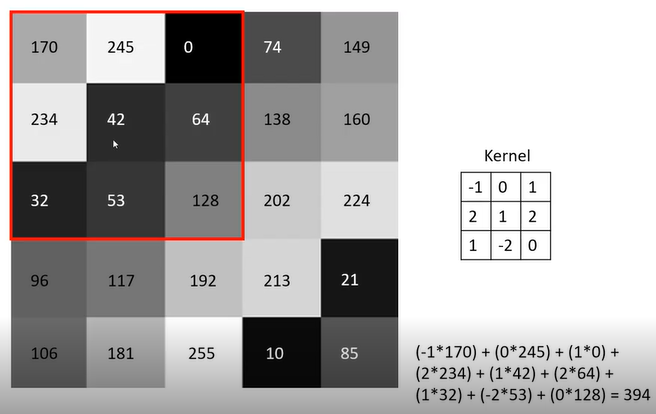 170 245 0 74 149
234 42 64 138 160
32 53 128 202 224
96 117 192 213 21
106 181 255 10 85
Kernel
-1 0 1
2 1 2
1 -2 0
(-1*170) + (0*245) + (1*0) +
(2*234) + (1*42) + (2*64) +
(1*32) + (-2*53) + (0*128) = 394